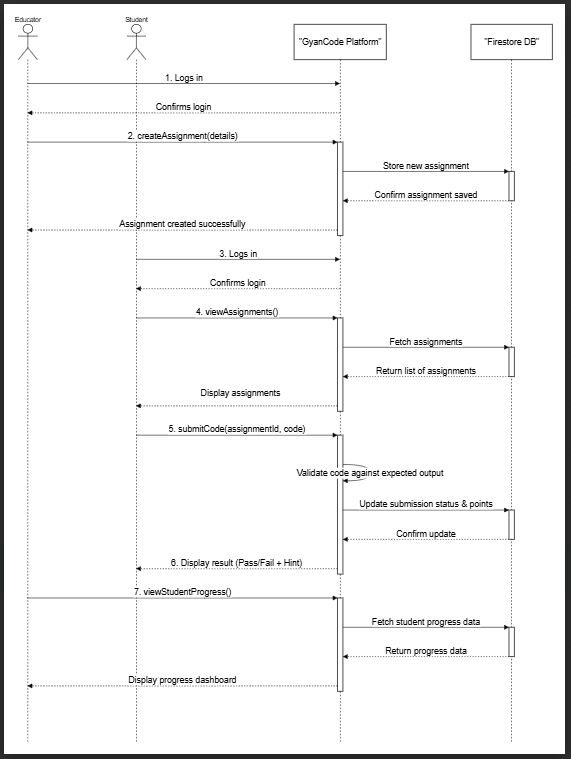 Educator
Student
"GyanCode Platform"
"Firestore DB"
1. Logs in
Confirms login
2. createAssignment(details)
Store new assignment
Confirm assignment saved
Assignment created successfully
3. Logs in
Confirms login
4. viewAssignments()
Fetch assignments
Return list of assignments
Display assignments
5. submitCode(assignmentId, code)
Validate code against expected output
Update submission status & points
Confirm update
6. Display result (Pass/Fail + Hint)
7. viewStudentProgress()
Fetch student progress data
Return progress data
Display progress dashboard